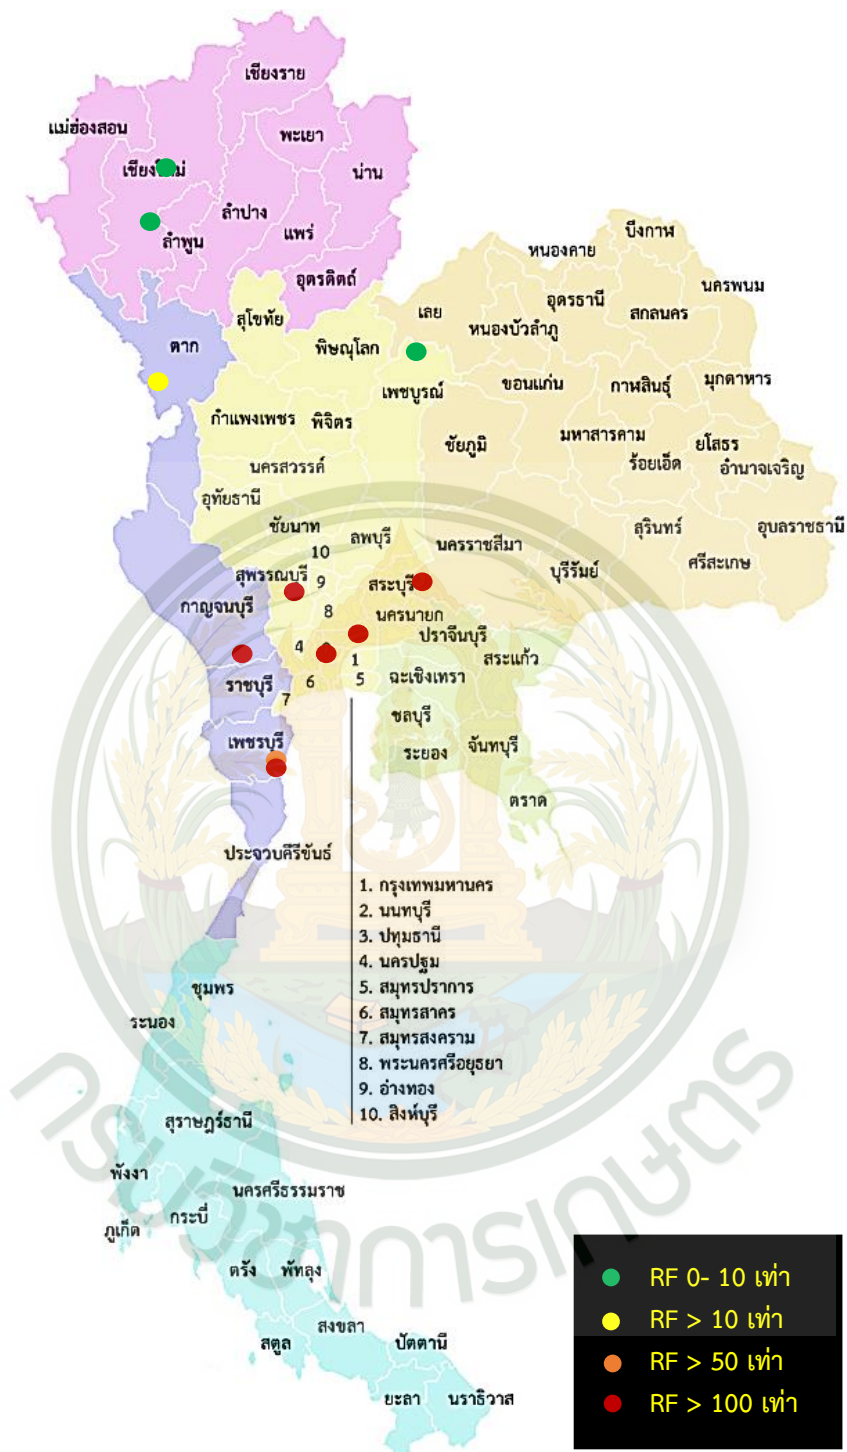 เชียงราย
แม่ฮ่องสอน
พะเยา
เชียงใหม่
น่าน
ลำปาง
ลำพูน
แพร่
อุตรดิตถ์
บึงกาฬ
หนองคาย
นครพนม
อุดรธานี
เลย
สกลนคร
สุโขทัย
หนองบัวลำภู
ตาก
พิษณุโลก
เพชบูรณ์
ขอนแก่น
กาฬสินธุ์
มุกดาหาร
กำแพงเพชร
พิจิตร
ชัยภูมิ
มหาสารคาม
ยโสธร
ร้อยเอ็ด
อำนาจเจริญ
นครสวรรค์
อุทัยธานี
ชัยนาท
ลพบุรี
สุรินทร์
อุบลราชธานี
10
นครราชสีมา
ศรีสะเกษ
สุพรรณบุรี
9
สระบุรี
บุรีรัมย์
กาญจนบุรี
8
นครนายก
ปราจีนบุรี
4
1
สระแก้ว
ราชบุรี
6
5
ฉะเชิงเทรา
7
ชลบุรี
เพชรบุรี
ระยอง
จันทบุรี
ตราด
ประจวบคีรีขันธ์
1. กรุงเทพมหานคร
2. นนทบุรี
3. ปทุมธานี
4. นครปฐม
5. สมุทรปราการ
6. สมุทรสาคร
7. สมุทรสงคราม
8. พระนครศรีอยุธยา
9. อ่างทอง
10. สิงห์บุรี
ชุมพร
ระนอง
สุราษฎร์ธานี
พังงา
นครศรีธรรมราช
กระบี่
ภูเก็ต
ตรัง
พัทลุง
สงขลา
สตูล
ปัตตานี
ยะลา
นราธิวาส
กรมวิชาการเกษตร
RF 0- 10 เท่า
RF > 10 เท่า
RF > 50 เท่า
RF > 100 เท่า